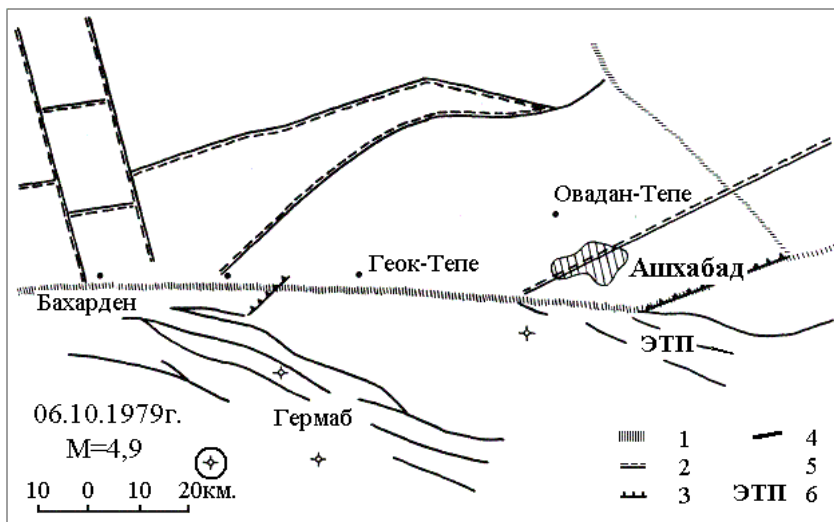 Овадан-Тепе
Геок-Тепе
Ашхабад
Бахарден
ЭТП
06.10.1979г.
Гермаб
М=4,9
10 0 10 20км.
1
2
3
4
5
ЭТП 6